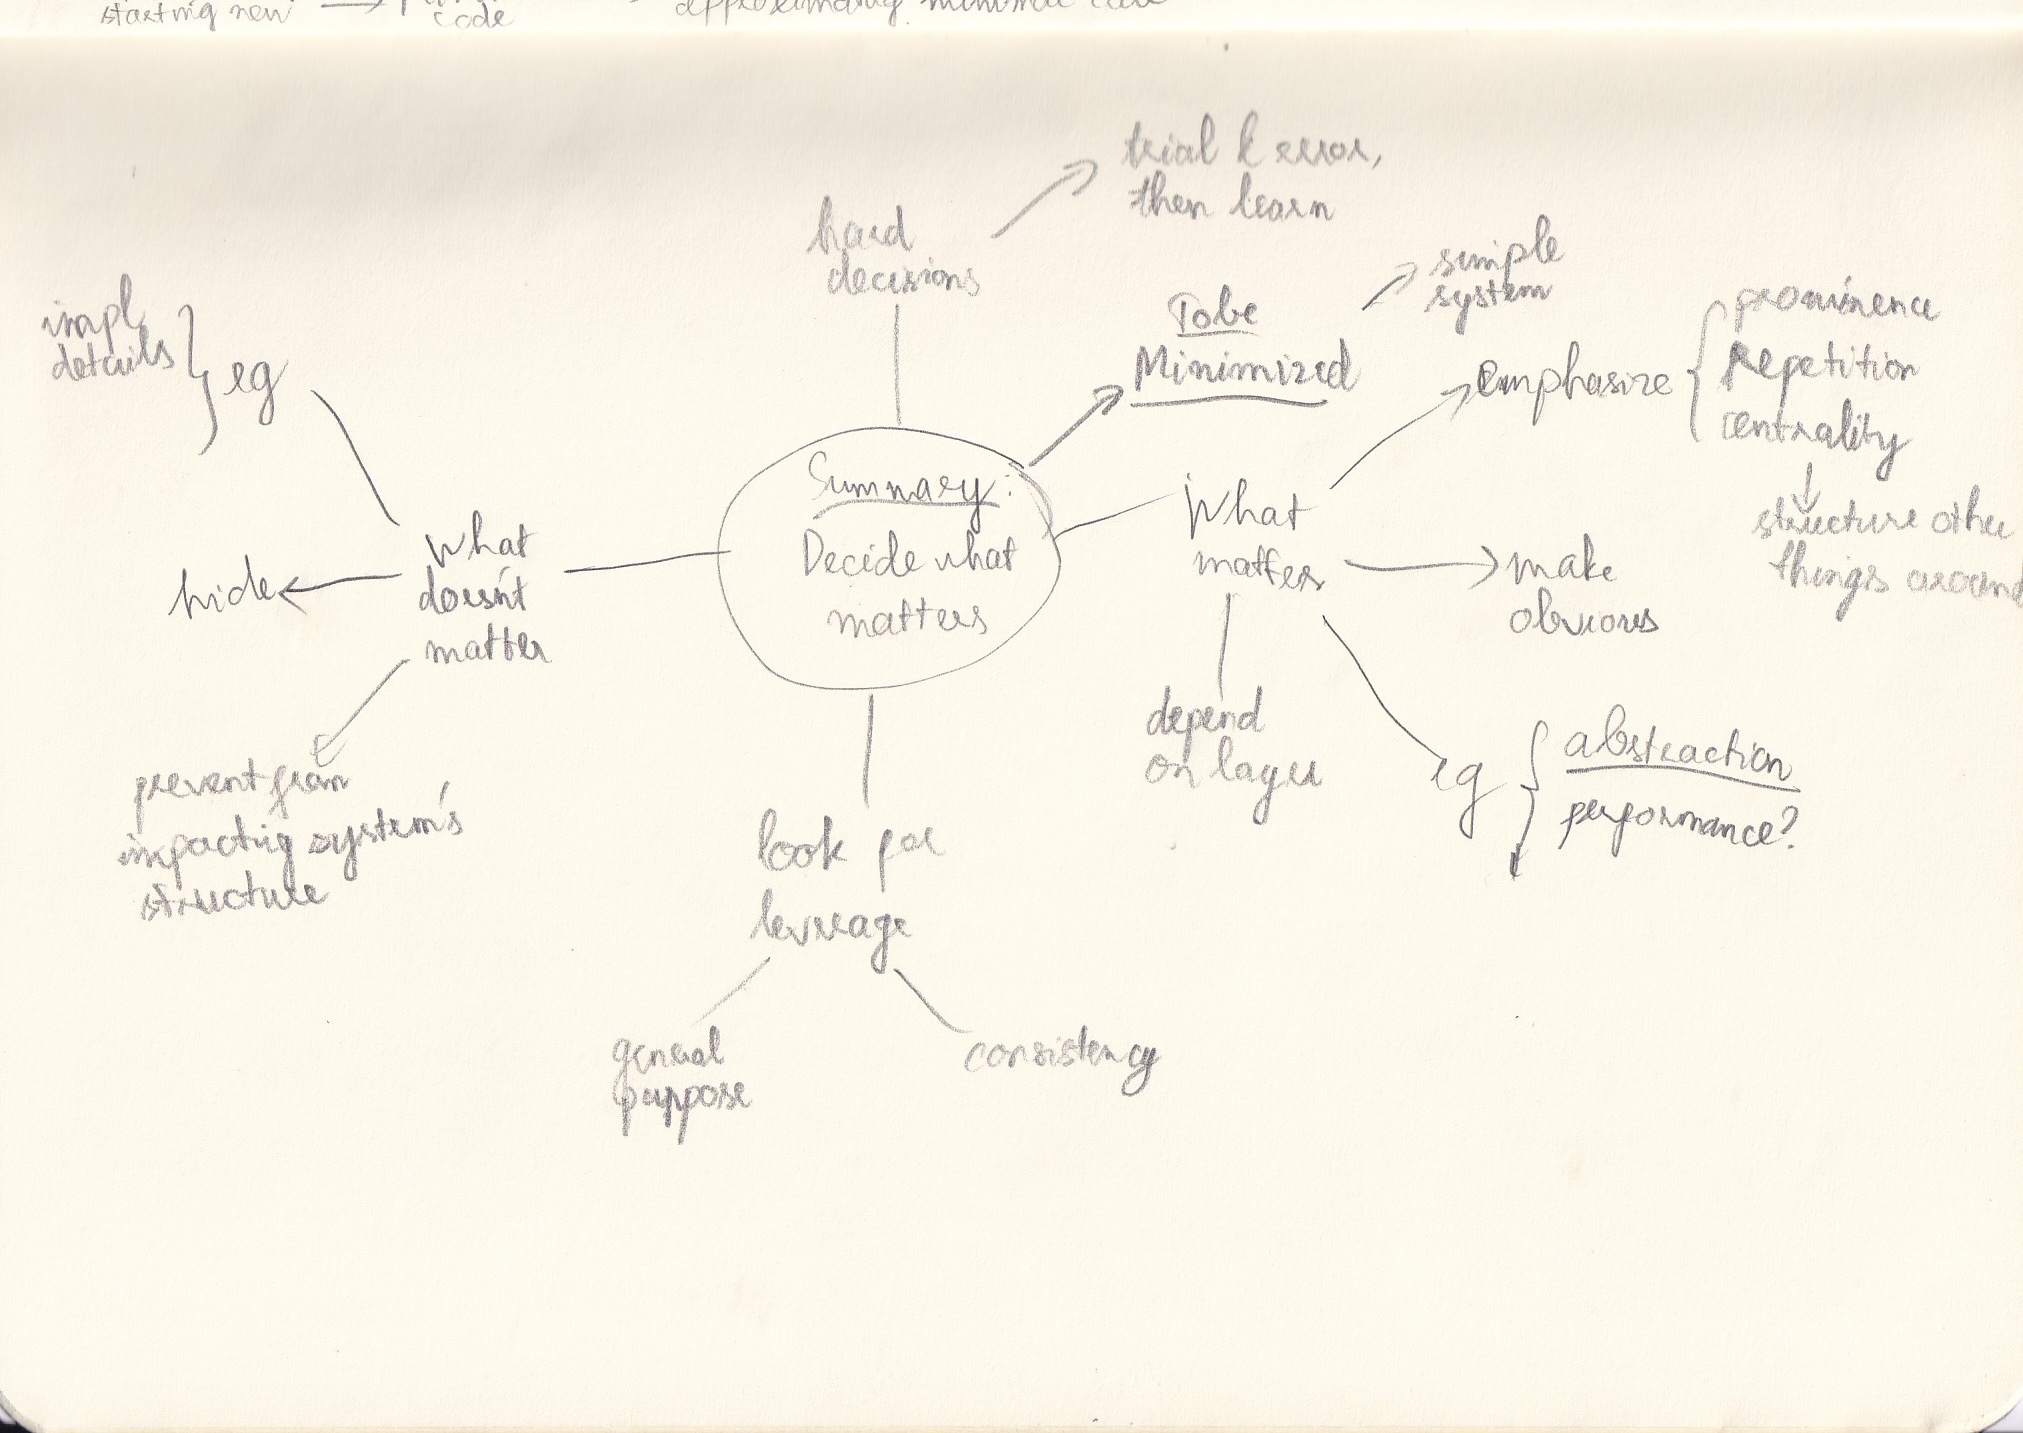 starting new
code
approximating minimal
trial & error,
then learn
hard
decisions
simple
system
To be
Minimized
impl
details
eg
emphasize
prominence
Repetition
centrality
structure other
things around
Summary:
Decide what
matters
What
matters
make
obvious
What
doesn't
matter
hide
prevent from
impacting system's
structure
depend
on layer
eg
abstraction
performance?
look for
leverage
general
purpose
consistency